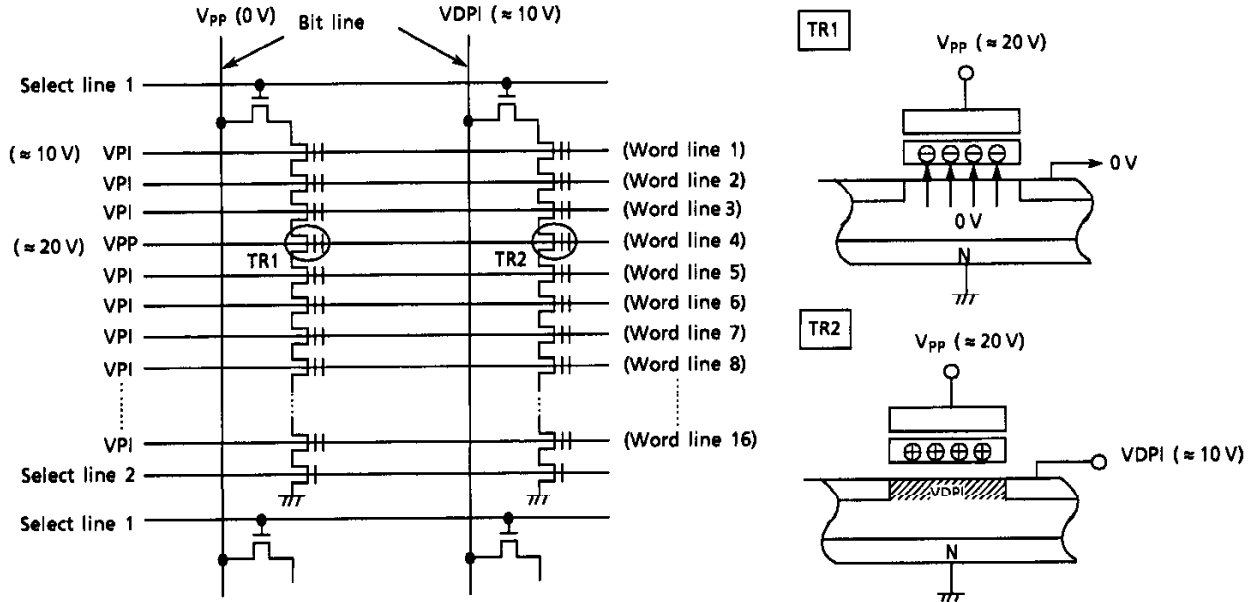 VPP (0 V)
Bit line
VDPI (≈ 10 V)
Select line 1
(≈ 10 V) VPI (Word line 1)
VPI (Word line 2)
VPI (Word line 3)
(≈ 20 V) VPP TR1 TR2 (Word line 4)
VPI (Word line 5)
VPI (Word line 6)
VPI (Word line 7)
VPI (Word line 8)
VPI (Word line 16)
Select line 2
Select line 1
TR1
VPP (≈ 20 V)
0 V
0 V
N
TR2
VPP (≈ 20 V)
VDPI (≈ 10 V)
VDPI
N